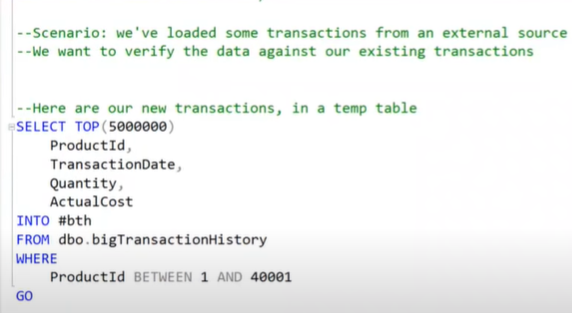 --Scenario: we've loaded some transactions from an external source
--We want to verify the data against our existing transactions
--Here are our new transactions, in a temp table
SELECT TOP(5000000)
ProductId,
TransactionDate,
Quantity,
ActualCost
INTO #bth
FROM dbo.bigTransactionHistory
WHERE
ProductId BETWEEN 1 AND 40001
GO